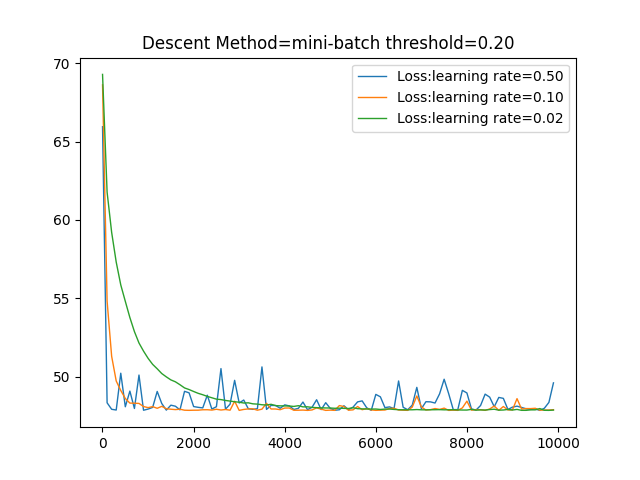 Descent Method=mini-batch threshold=0.20
70
65
60
55
50
Loss:learning rate=0.50
Loss:learning rate=0.10
Loss:learning rate=0.02
0
2000
4000
6000
8000
10000